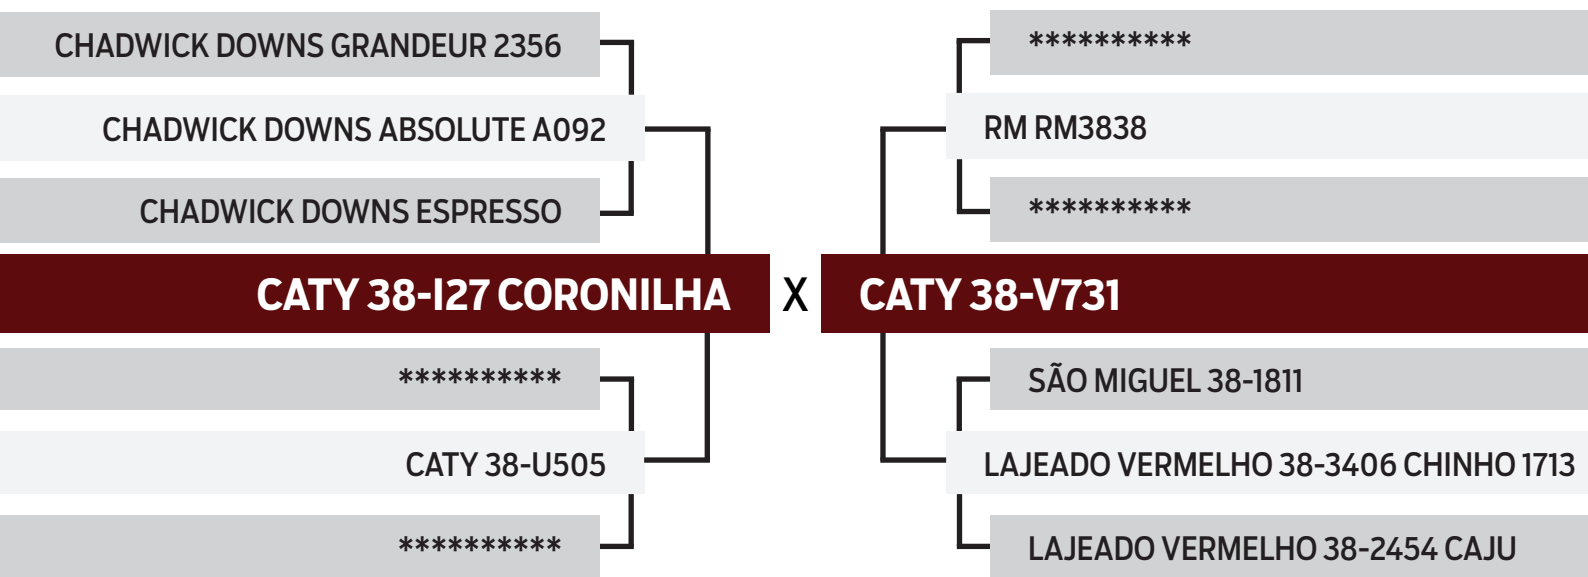 CHADWICK DOWNS GRANDEUR 2356
CHADWICK DOWNS ABSOLUTE A092
CHADWICK DOWNS ESPRESSO
CATY 38-I27 CORONILHA
**********
CATY 38-U505
**********
X
**********
RM RM3838
**********
CATY 38-V731
SÃO MIGUEL 38-1811
LAJEADO VERMELHO 38-3406 CHINHO 1713
LAJEADO VERMELHO 38-2454 CAJU